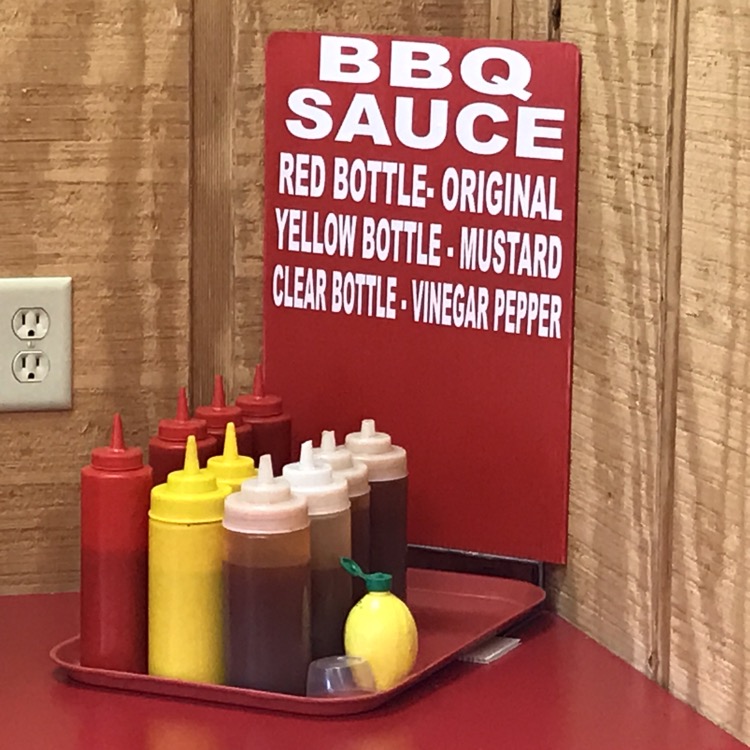 BBQ
SAUCE
RED BOTTLE- ORIGINAL
YELLOW BOTTLE - MUSTARD
CLEAR BOTTLE - VINEGAR PEPPER